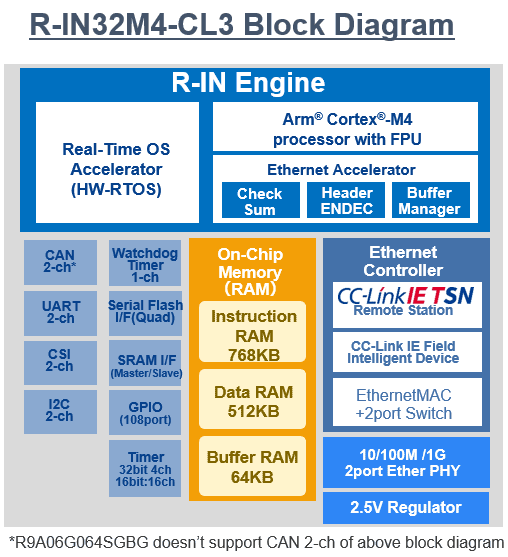 R-IN32M4-CL3 Block Diagram
R-IN Engine
Real-Time OS
Accelerator
(HW-RTOS)
Arm® Cortex®-M4
processor with FPU
Ethernet Accelerator
Check
Sum
Header
ENDEC
Buffer
Manager
CAN
2-ch*
UART
2-ch
CSI
2-ch
I2C
2-ch
Watchdog
Timer
1-ch
Serial Flash
I/F(Quad)
SRAM I/F
(Master/Slave)
GPIO
(108port)
Timer
32bit 4ch
16bit:16ch
On-Chip
Memory
(RAM)
Instruction
RAM
768KB
Data RAM
512KB
Buffer RAM
64KB
Ethernet
Controller
CC-Link IE TSN
Remote Station
CC-Link IE Field
Intelligent Device
EthernetMAC
+2port Switch
10/100M /1G
2port Ether PHY
2.5V Regulator
*R9A06G064SGBG doesn't support CAN 2-ch of above block diagram